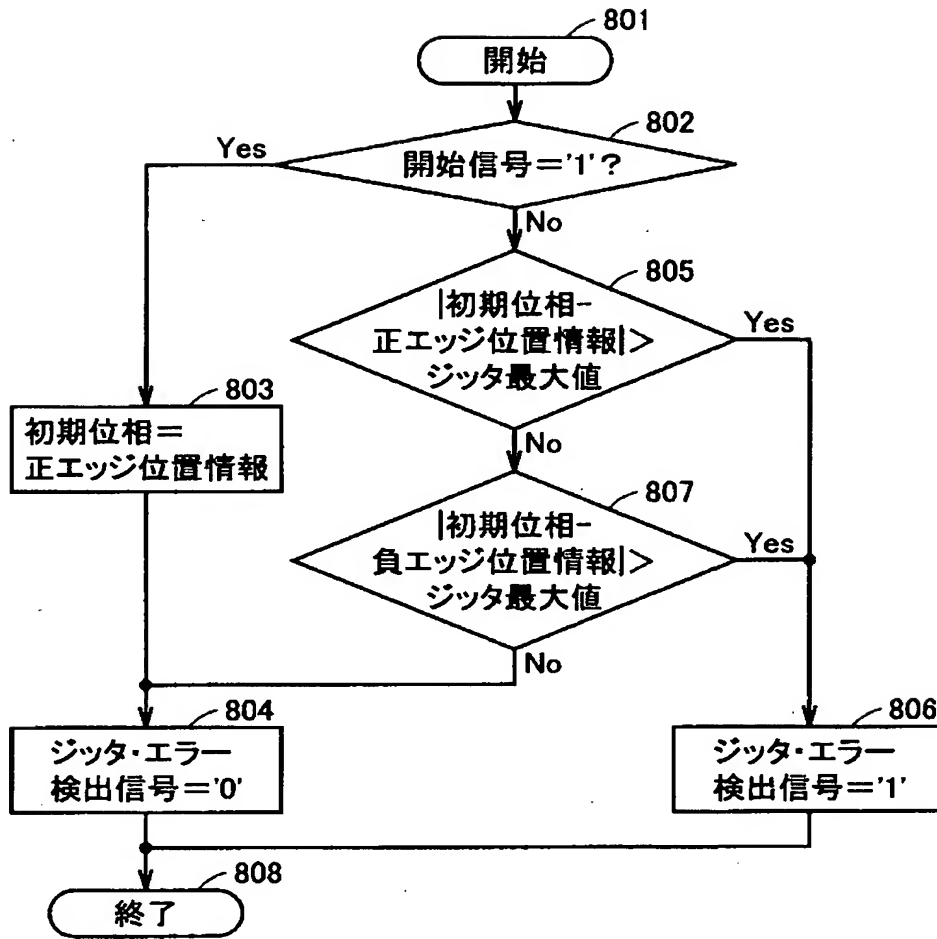 801
開始
802
開始信号='1'?
Yes
No
805
|初期位相-
正エッジ位置情報|>
ジッタ最大値
Yes
No
803
初期位相=
正エッジ位置情報
807
|初期位相-
負エッジ位置情報|>
ジッタ最大値
Yes
No
804
ジッタ・エラー
検出信号='0'
806
ジッタ・エラー
検出信号='1'
808
終了